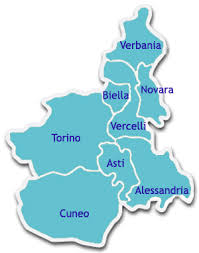 Verbania
Novara
Biella
Vercelli
Torino
Asti
Alessandria
Cuneo